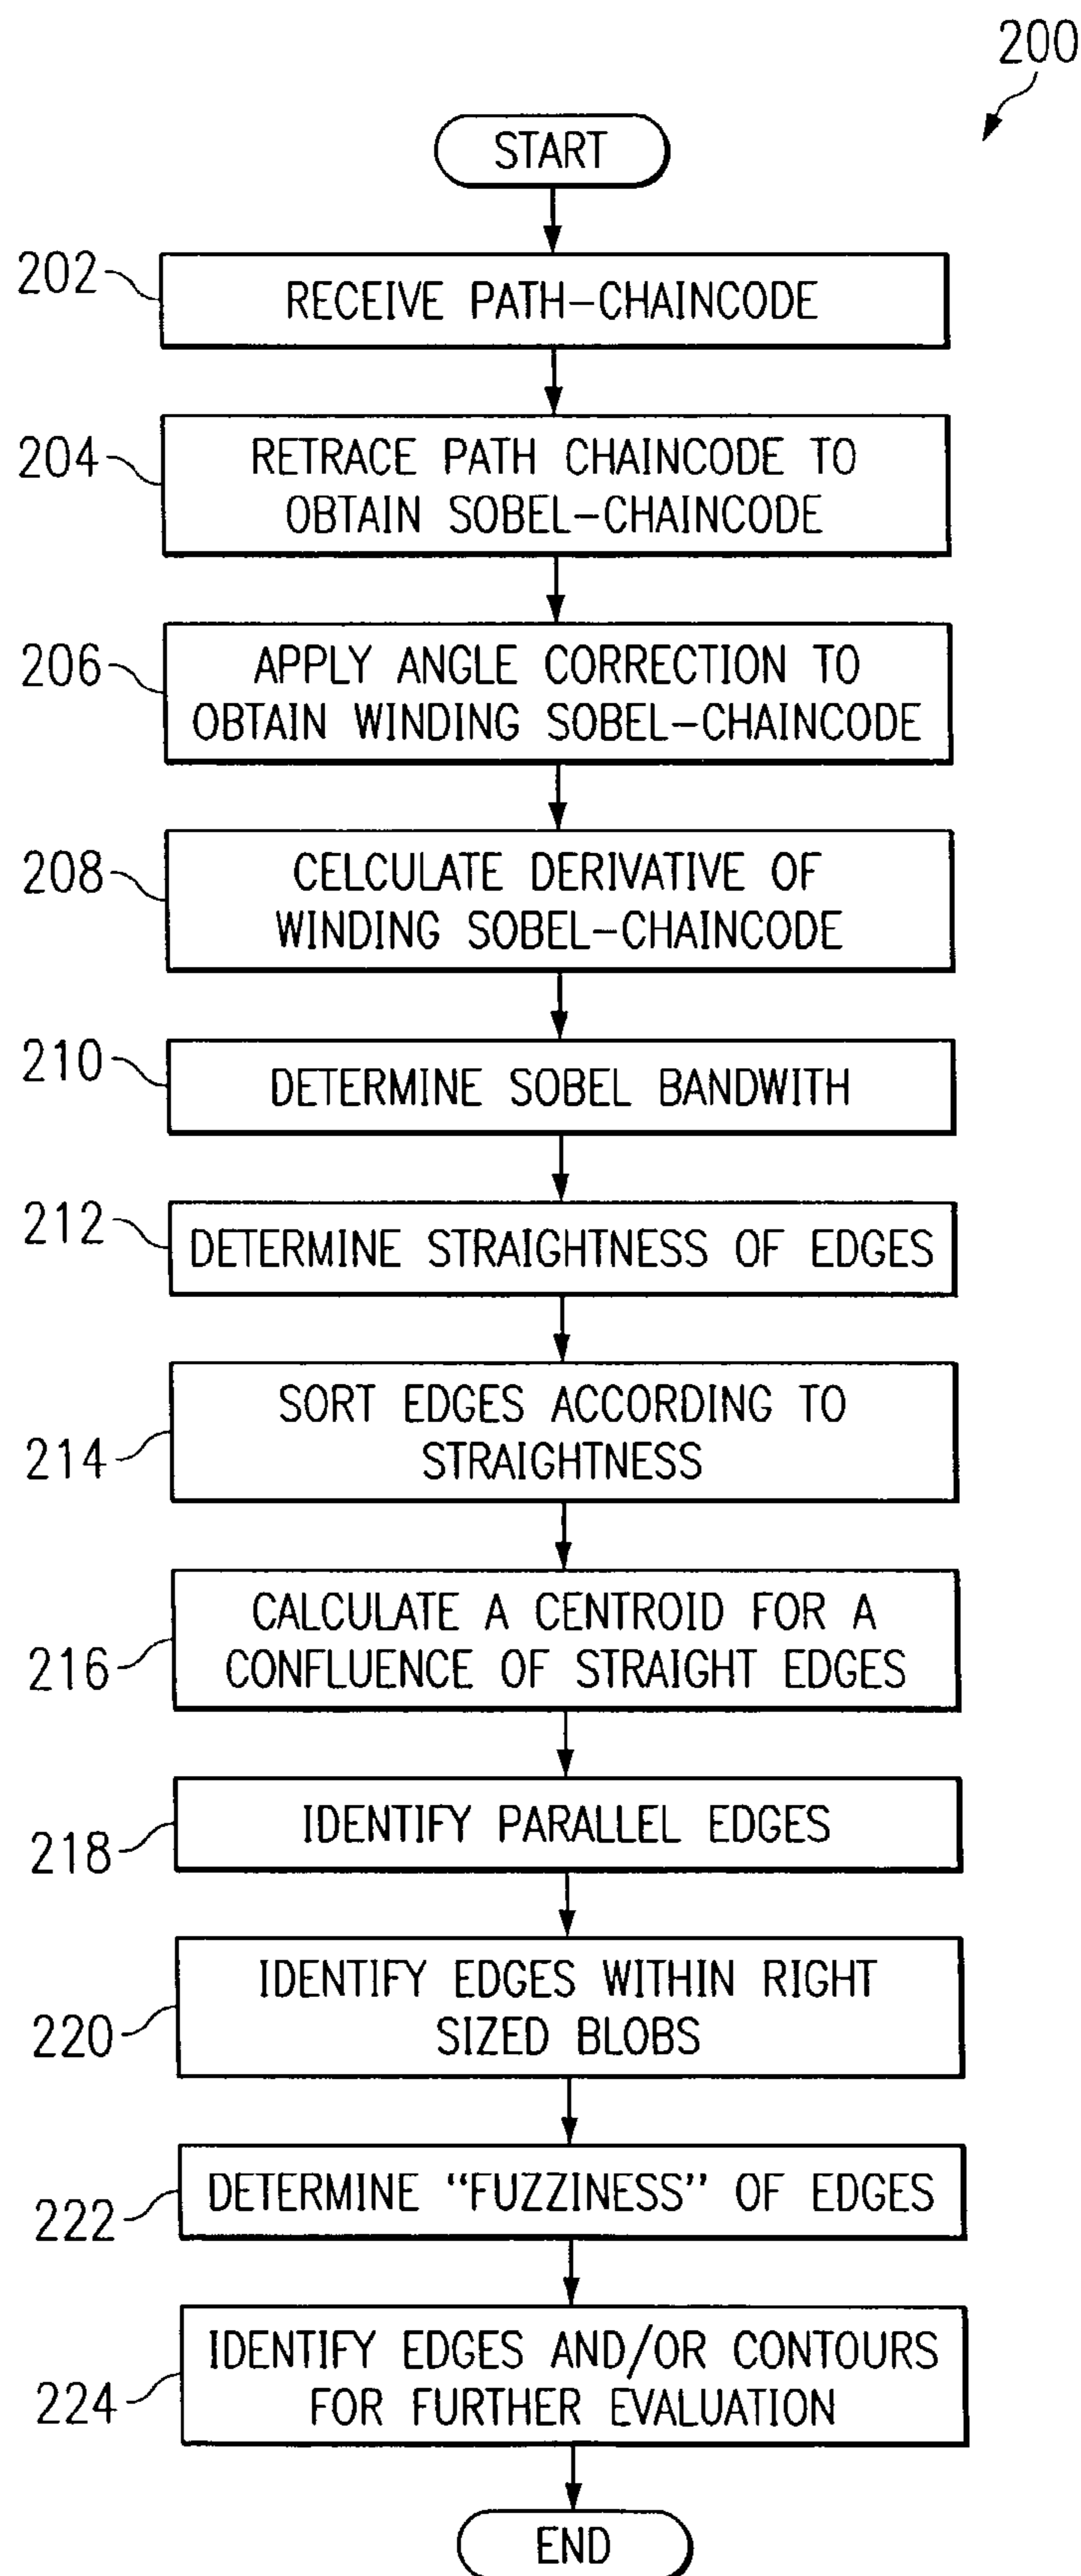 200
START
202
RECEIVE PATH-CHAINCODE
204
RETRACE PATH CHAINCODE TO
OBTAIN SOBEL-CHAINCODE
206
APPLY ANGLE CORRECTION TO
OBTAIN WINDING SOBEL-CHAINCODE
208
CELCULATE DERIVATIVE OF
WINDING SOBEL-CHAINCODE
210
DETERMINE SOBEL BANDWITH
212
DETERMINE STRAIGHTNESS OF EDGES
214
SORT EDGES ACCORDING TO
STRAIGHTNESS
216
CALCULATE A CENTROID FOR A
CONFLUENCE OF STRAIGHT EDGES
218
IDENTIFY PARALLEL EDGES
220
IDENTIFY EDGES WITHIN RIGHT
SIZED BLOBS
222
DETERMINE “FUZZINESS” OF EDGES
224
IDENTIFY EDGES AND/OR CONTOURS
FOR FURTHER EVALUATION
END